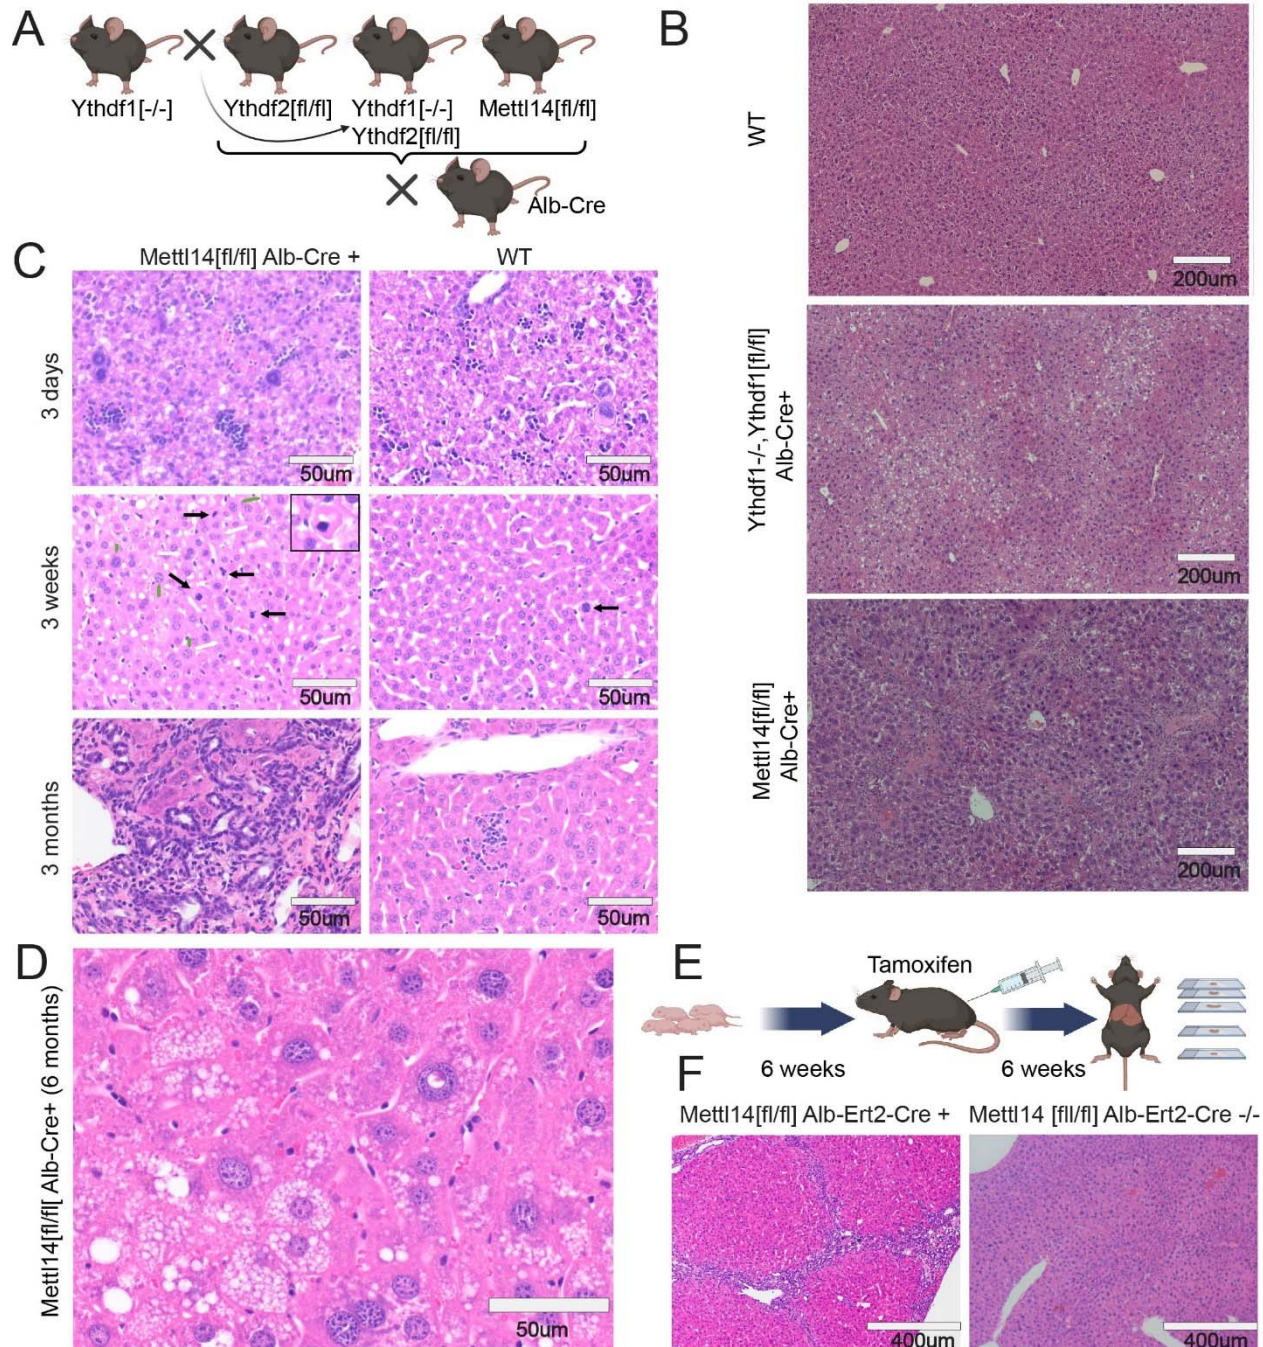 A
Ythdf1[-/-]
Ythdf2[fl/fl]
Ythdf1[-/-]
Ythdf2[fl/fl]
Mettl14[fl/fl]
Alb-Cre
B
WT
200um
Ythdf1-/-,Ythdf1[fl/fl]
Alb-Cre+
200um
Mettl14[fl/fl]
Alb-Cre+
200um
C
Mettl14[fl/fl] Alb-Cre +
WT
3 days
50um
50um
3 weeks
50um
50um
3 months
50um
50um
D
Mettl14[fl/fl[ Alb-Cre+ (6 months)
50um
E
Tamoxifen
6 weeks
6 weeks
F
Mettl14[fl/fl] Alb-Ert2-Cre +
Mettl14 [fll/fl] Alb-Ert2-Cre -/-
400um
400um